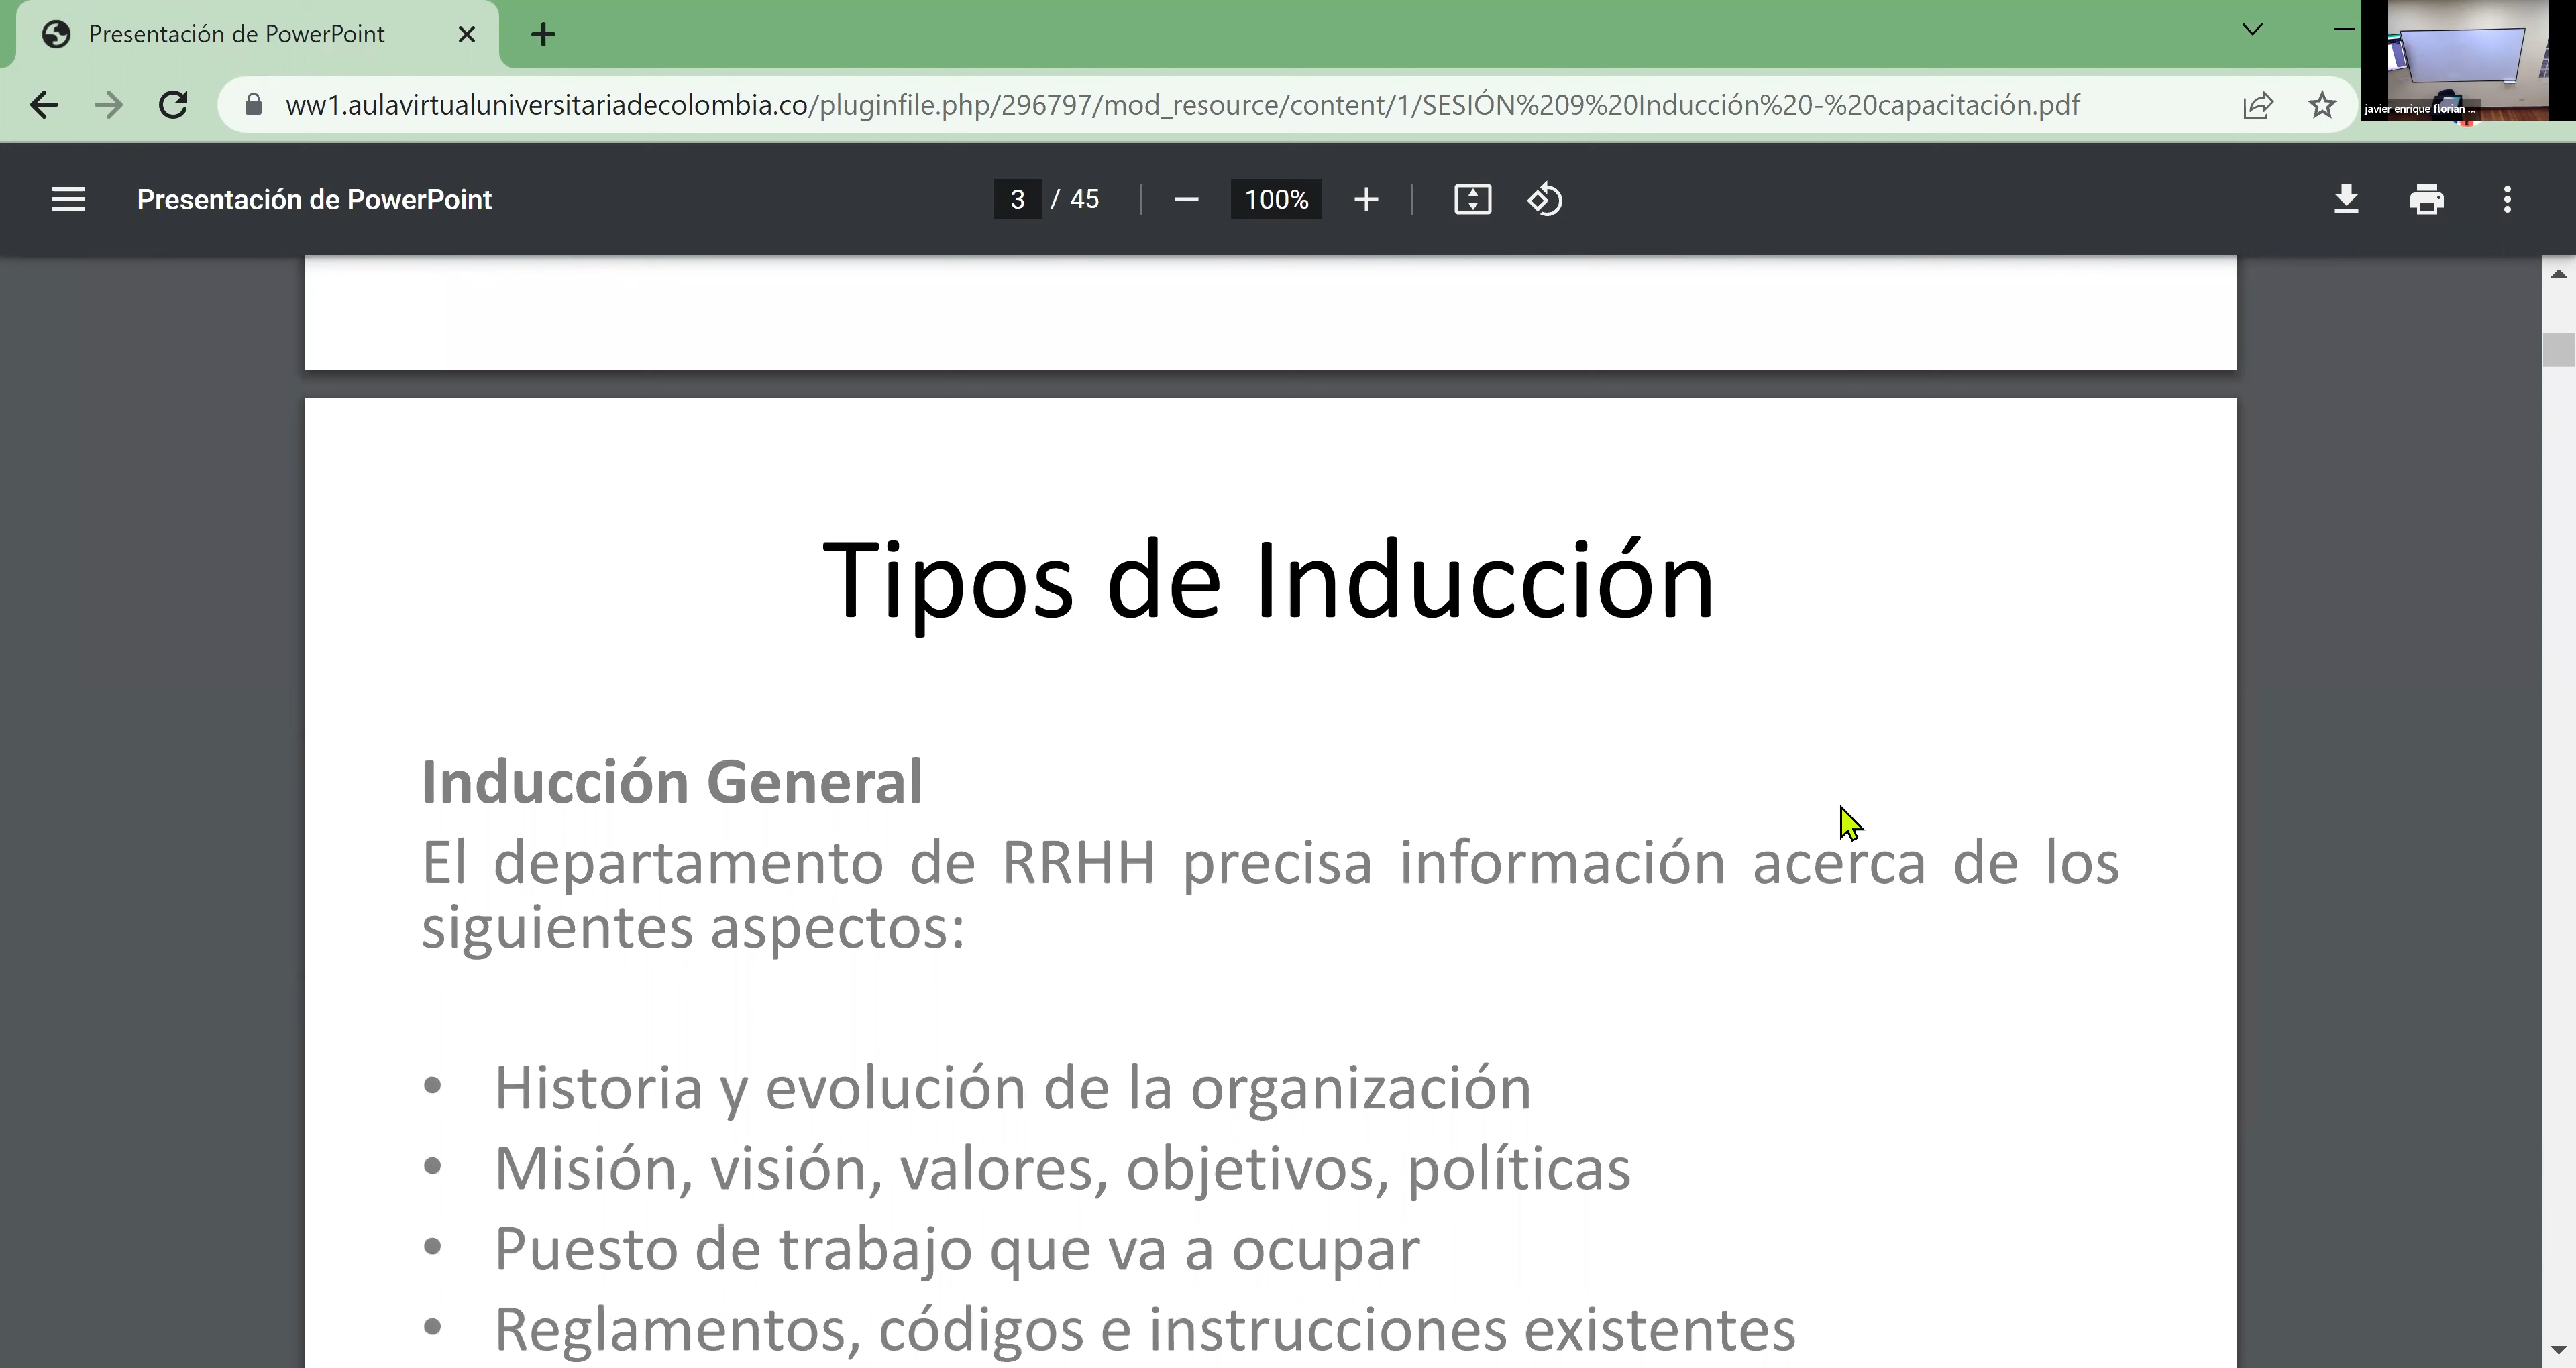 Presentación de PowerPoint
ww1.aulavirtualuniversitariadecolombia.co/pluginfile.php/296797/mod_resource/content/1/SESIÓN%209%20Inducción%20-%20capacitación.pdf
javier enrique florian ...
Presentación de PowerPoint
3 / 45
100%
Tipos de Inducción
Inducción General
El departamento de RRHH precisa información acerca de los
siguientes aspectos:
• Historia y evolución de la organización
• Misión, visión, valores, objetivos, políticas
• Puesto de trabajo que va a ocupar
• Reglamentos, códigos e instrucciones existentes